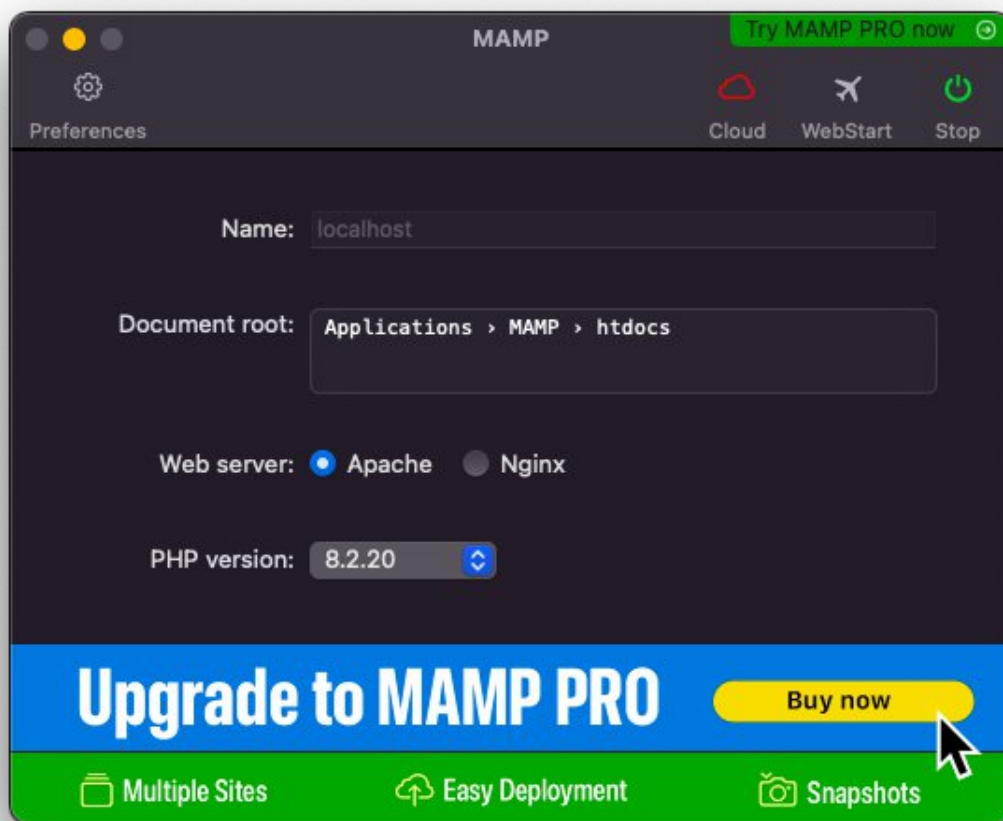 MAMP
Try MAMP PRO now
Preferences
Cloud
WebStart
Stop
Name: localhost
Document root: Applications › MAMP › htdocs
Web server: Apache Nginx
PHP version: 8.2.20
Upgrade to MAMP PRO
Buy now
Multiple Sites
Easy Deployment
Snapshots